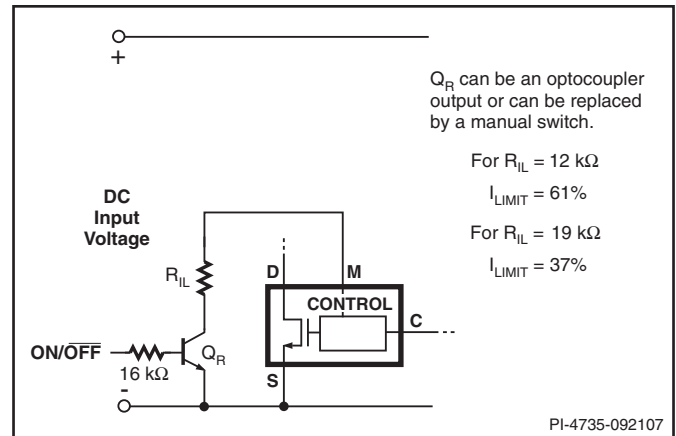 +
Q_R can be an optocoupler
output or can be replaced
by a manual switch.
For R_IL = 12 kΩ
I_LIMIT = 61%
For R_IL = 19 kΩ
I_LIMIT = 37%
DC
Input
Voltage
R_IL
D
M
CONTROL
C
ON/O̅F̅F̅
16 kΩ
Q_R
S
-
PI-4735-092107